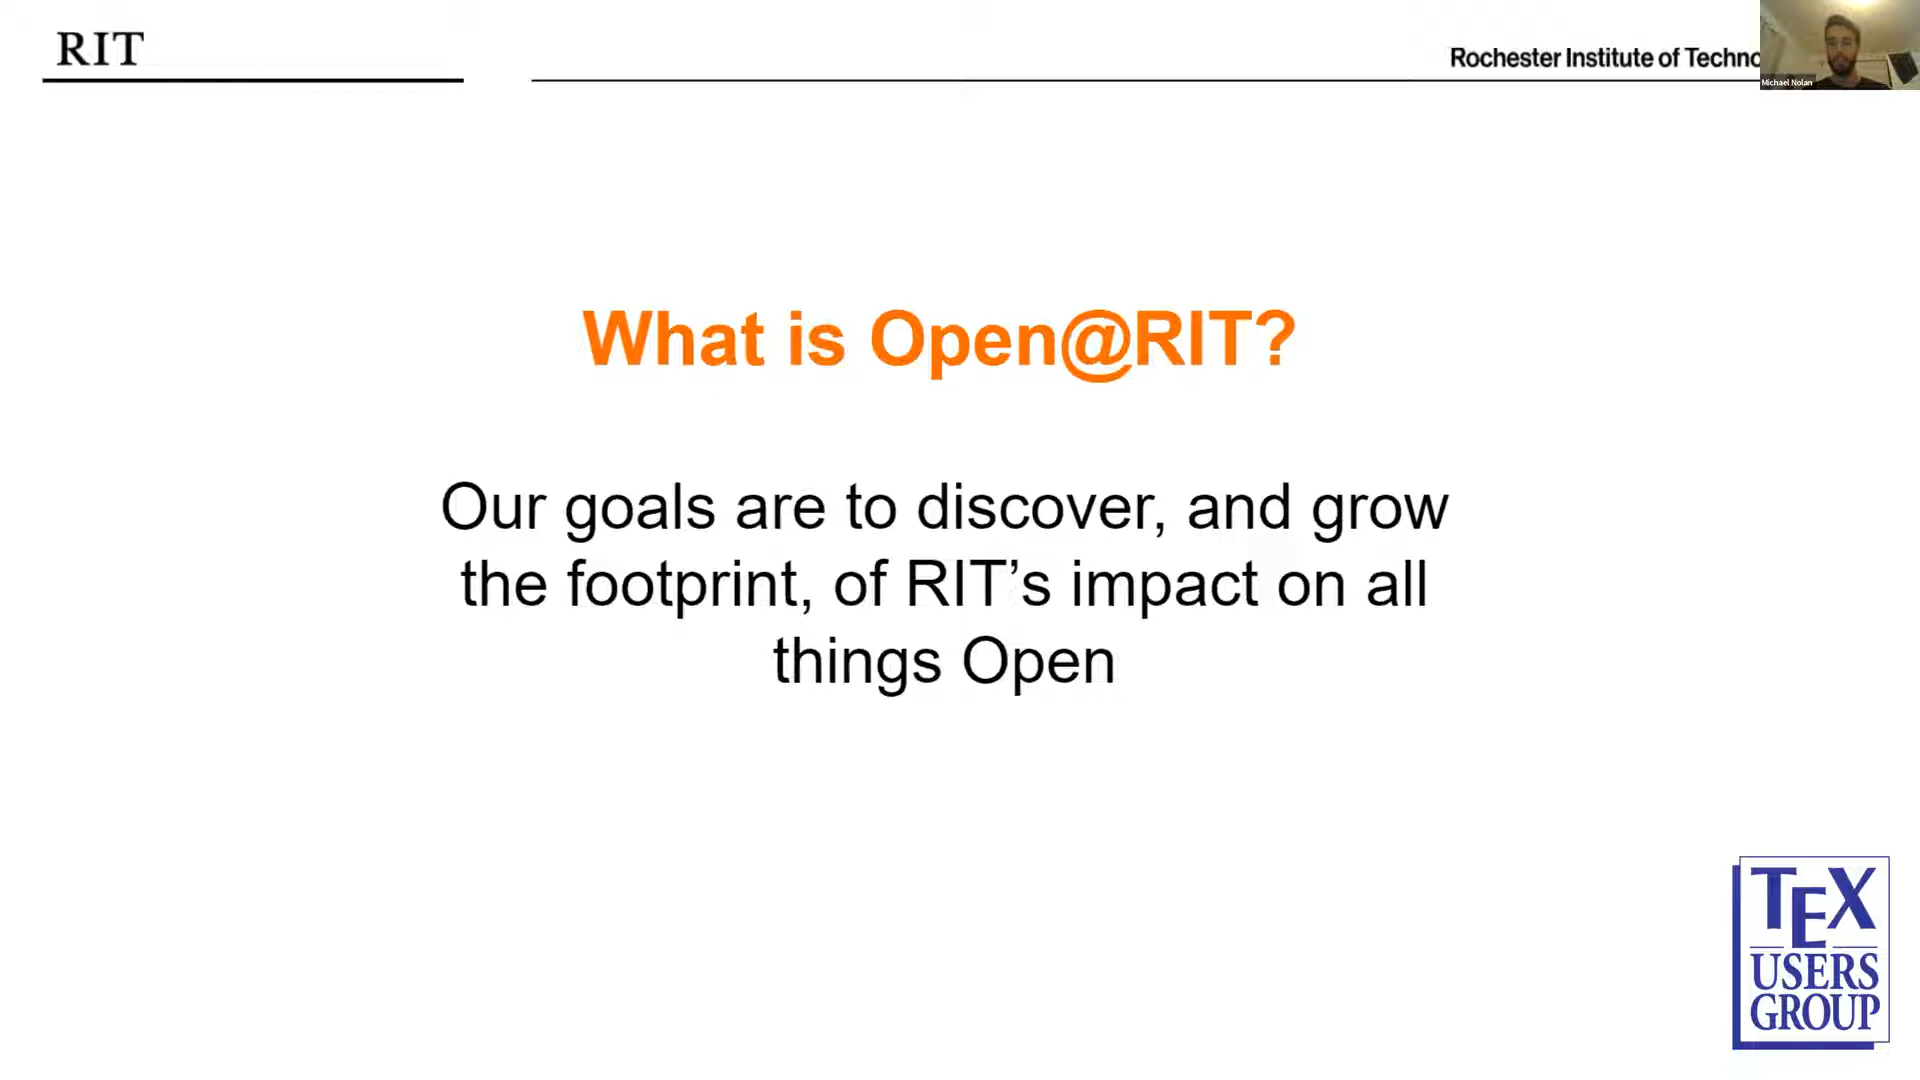 RIT
Rochester Institute of Techno
Michael Nolan
What is Open@RIT?
Our goals are to discover, and grow
the footprint, of RIT’s impact on all
things Open
TEX
USERS
GROUP